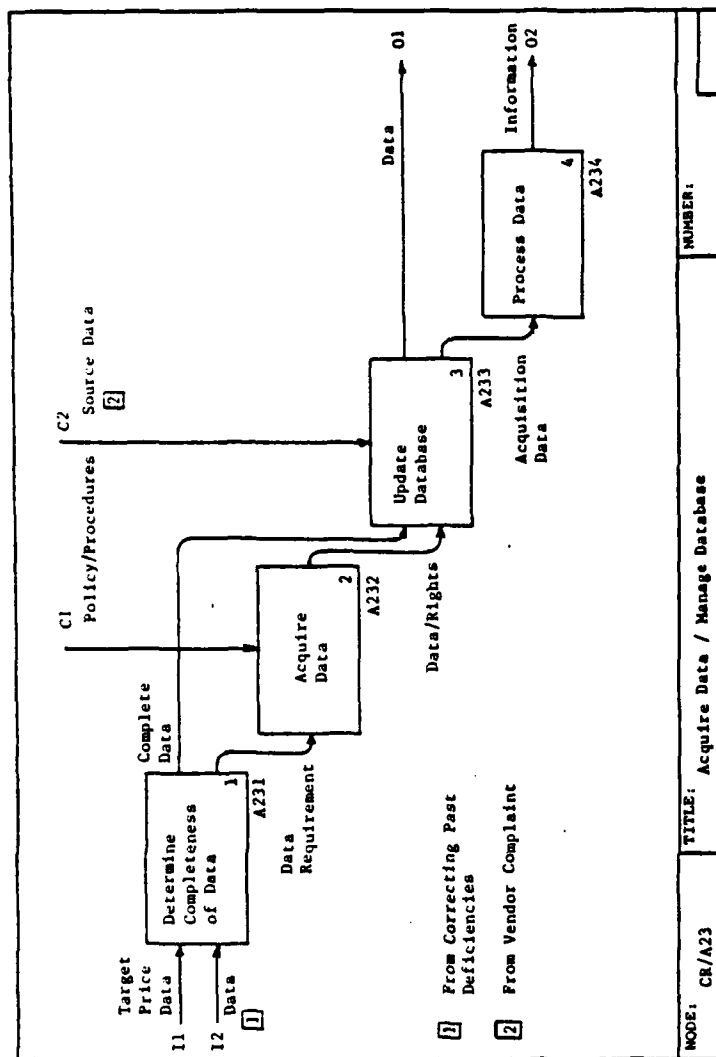 C1
Policy/Procedures
C2
Source Data
2
Target
Price
Data
I1
I2
Data
1
Determine
Completeness
of Data
1
A231
Complete
Data
Data
Requirement
Acquire
Data
2
A232
Data/Rights
Update
Database
3
A233
Data
O1
Acquisition
Data
Process Data
4
A234
Information
O2
1 From Correcting Past
Deficiencies
2 From Vendor Complaint
NODE: CR/A23
TITLE: Acquire Data / Manage Database
NUMBER: